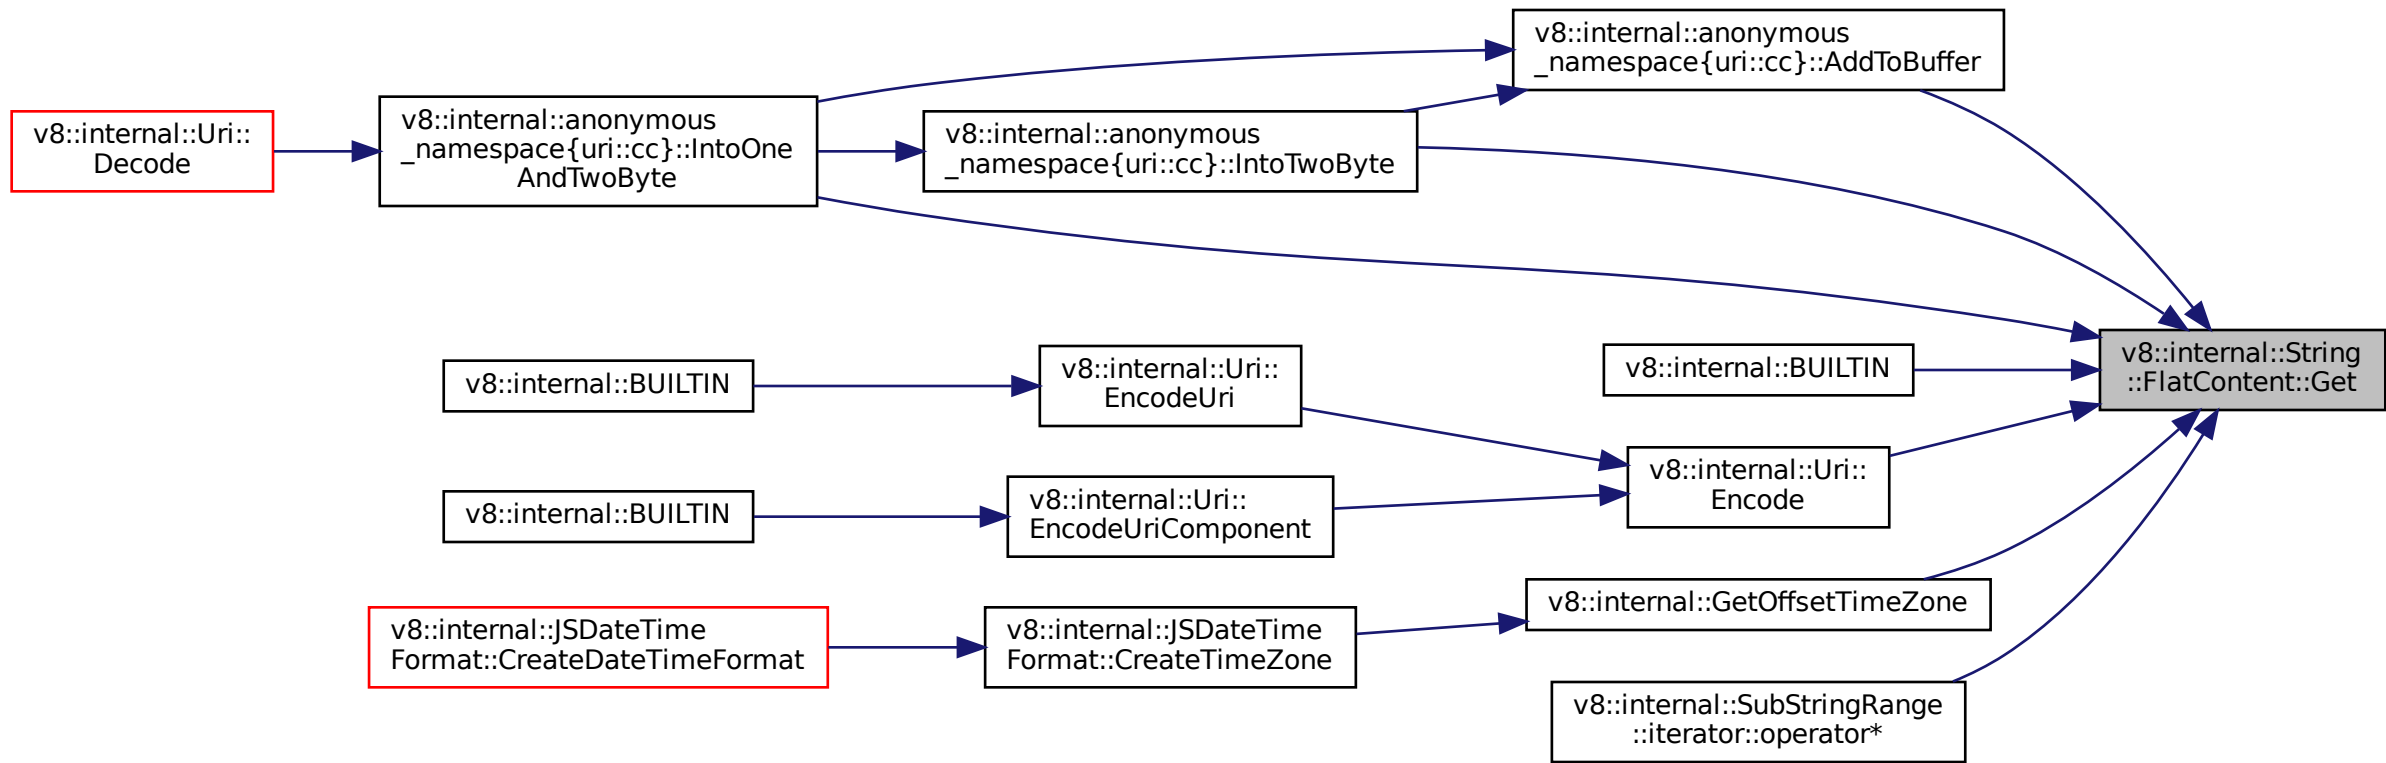 v8::internal::anonymous
_namespace{uri::cc}::AddToBuffer
v8::internal::Uri::
Decode
v8::internal::anonymous
_namespace{uri::cc}::IntoOne
AndTwoByte
v8::internal::anonymous
_namespace{uri::cc}::IntoTwoByte
v8::internal::String
::FlatContent::Get
v8::internal::BUILTIN
v8::internal::Uri::
EncodeUri
v8::internal::BUILTIN
v8::internal::Uri::
Encode
v8::internal::BUILTIN
v8::internal::Uri::
EncodeUriComponent
v8::internal::GetOffsetTimeZone
v8::internal::JSDateTime
Format::CreateDateTimeFormat
v8::internal::JSDateTime
Format::CreateTimeZone
v8::internal::SubStringRange
::iterator::operator*